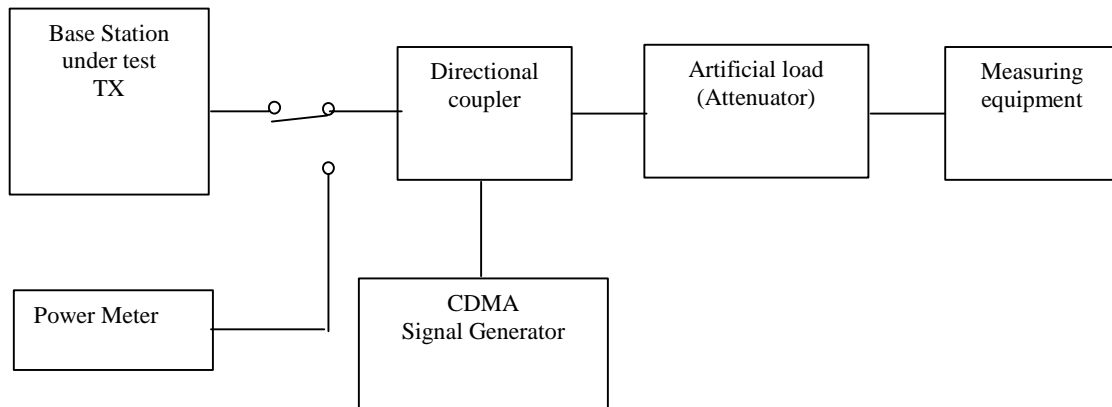 Base Station
under test
TX
Directional
coupler
Artificial load
(Attenuator)
Measuring
equipment
Power Meter
CDMA
Signal Generator